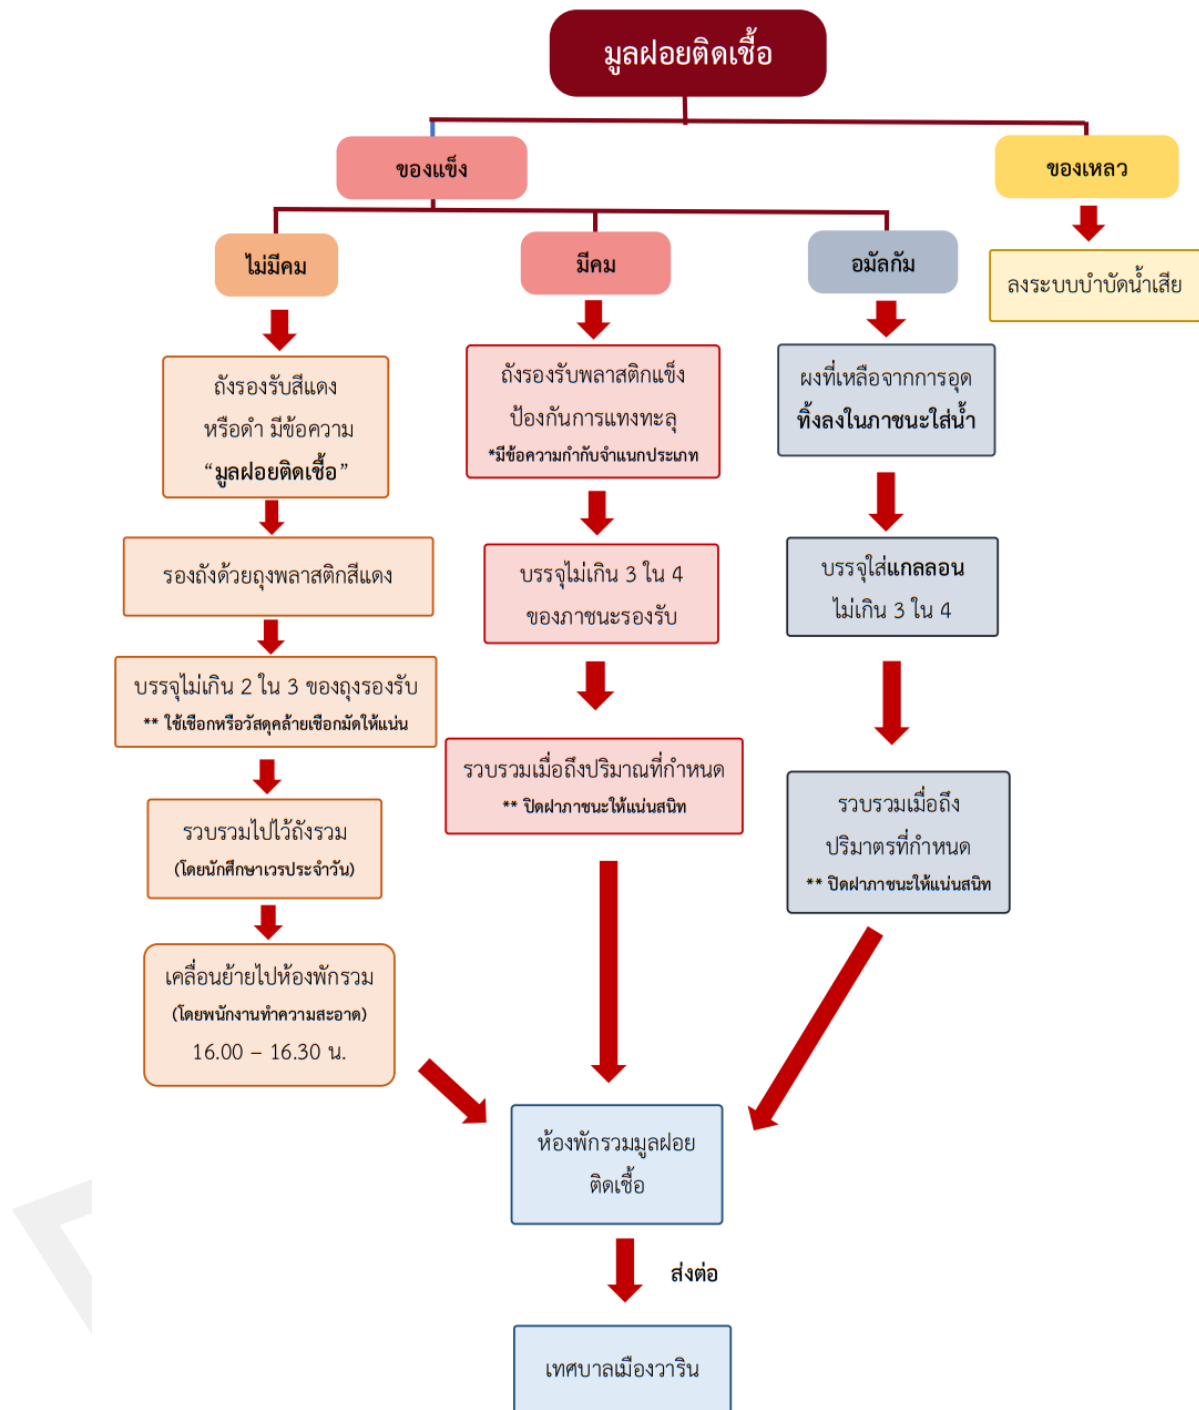 มูลฝอยติดเชื้อ
ของแข็ง
ของเหลว
ไม่มีคม
มีคม
อมัลกัม
ลงระบบบำบัดน้ำเสีย
ถังรองรับสีแดง
หรือดำ มีข้อความ
“มูลฝอยติดเชื้อ”
รองถังด้วยถุงพลาสติกสีแดง
บรรจุไม่เกิน 2 ใน 3 ของถุงรองรับ
** ใช้เชือกหรือวัสดุคล้ายเชือกมัดให้แน่น
รวบรวมไปไว้ถังรวม
(โดยนักศึกษาเวรประจำวัน)
เคลื่อนย้ายไปห้องพักรวม
(โดยพนักงานทำความสะอาด)
16.00 – 16.30 น.
ถังรองรับพลาสติกแข็ง
ป้องกันการแทงทะลุ
*มีข้อความกำกับจำแนกประเภท
บรรจุไม่เกิน 3 ใน 4
ของภาชนะรองรับ
รวบรวมเมื่อถึงปริมาณที่กำหนด
** ปิดฝาภาชนะให้แน่นสนิท
ผงที่เหลือจากการอุด
ทิ้งลงในภาชนะใส่น้ำ
บรรจุใส่แกลลอน
ไม่เกิน 3 ใน 4
รวบรวมเมื่อถึง
ปริมาตรที่กำหนด
** ปิดฝาภาชนะให้แน่นสนิท
ห้องพักรวมมูลฝอย
ติดเชื้อ
ส่งต่อ
เทศบาลเมืองวาริน